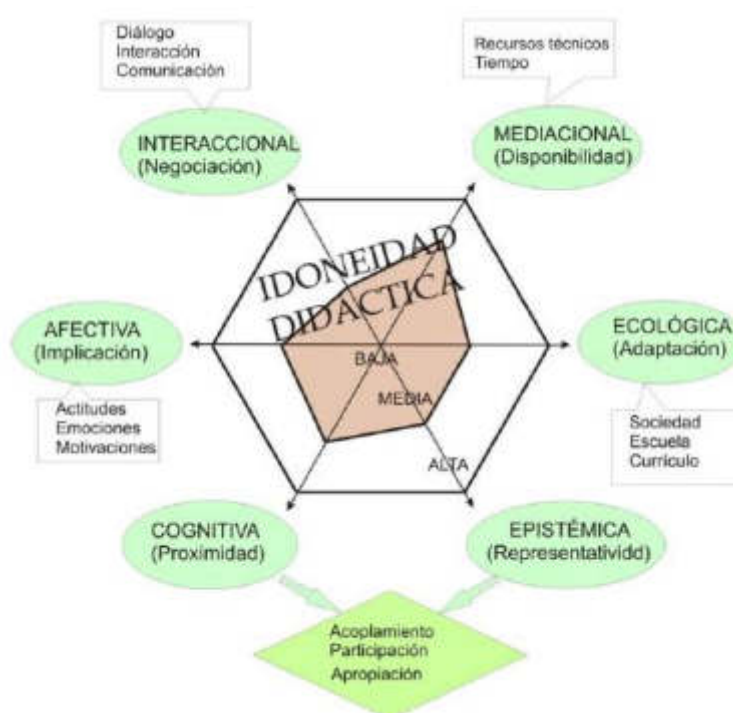 Diálogo
Interacción
Comunicación
Recursos técnicos
Tiempo
INTERACCIONAL
(Negociación)
MEDIACIONAL
(Disponibilidad)
IDONEIDAD
DIDACTICA
AFECTIVA
(Implicación)
ECOLÓGICA
(Adaptación)
BAJA
MEDIA
ALTA
Actitudes
Emociones
Motivaciones
Sociedad
Escuela
Currículo
COGNITIVA
(Proximidad)
EPISTÉMICA
(Representatividd)
Acoplamiento
Participación
Apropiación